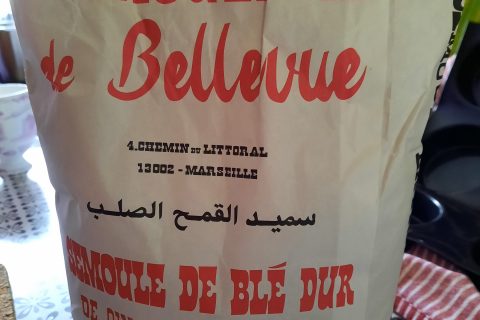 de Bellevue
4.CHEMIN DU LITTORAL
13002 - MARSEILLE
سميد القمح الصلب
SEMOULE DE BLÉ DUR